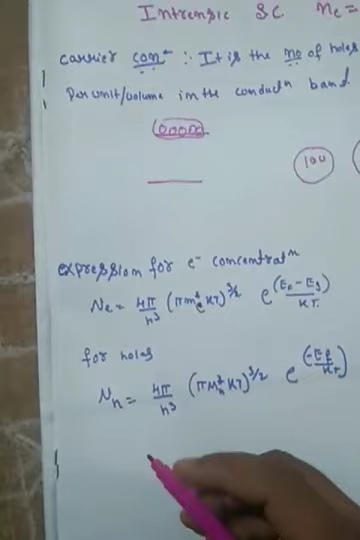 Intrensic SC ne =
carrier conⁿ :- It is the no of holes
Per unit/volume in the conductⁿ band.
100
expression for e⁻ concentratⁿ
Ne = 4π/h³ (πm*e KT)^3/2 e^(EF - Eg)/KT
for holes
Nh = 4π/h³ (πm*h KT)^3/2 e^(-EF)/KT